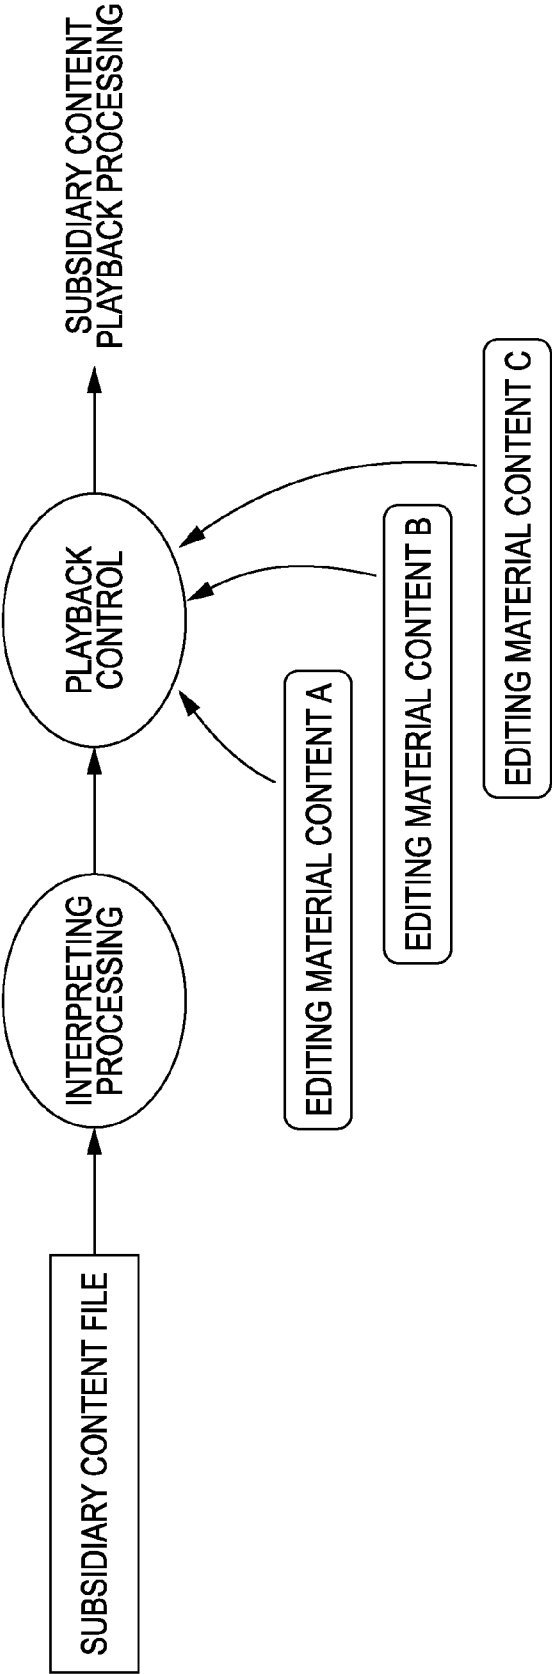 SUBSIDIARY CONTENT FILE
INTERPRETING
PROCESSING
PLAYBACK
CONTROL
SUBSIDIARY CONTENT
PLAYBACK PROCESSING
EDITING MATERIAL CONTENT A
EDITING MATERIAL CONTENT B
EDITING MATERIAL CONTENT C